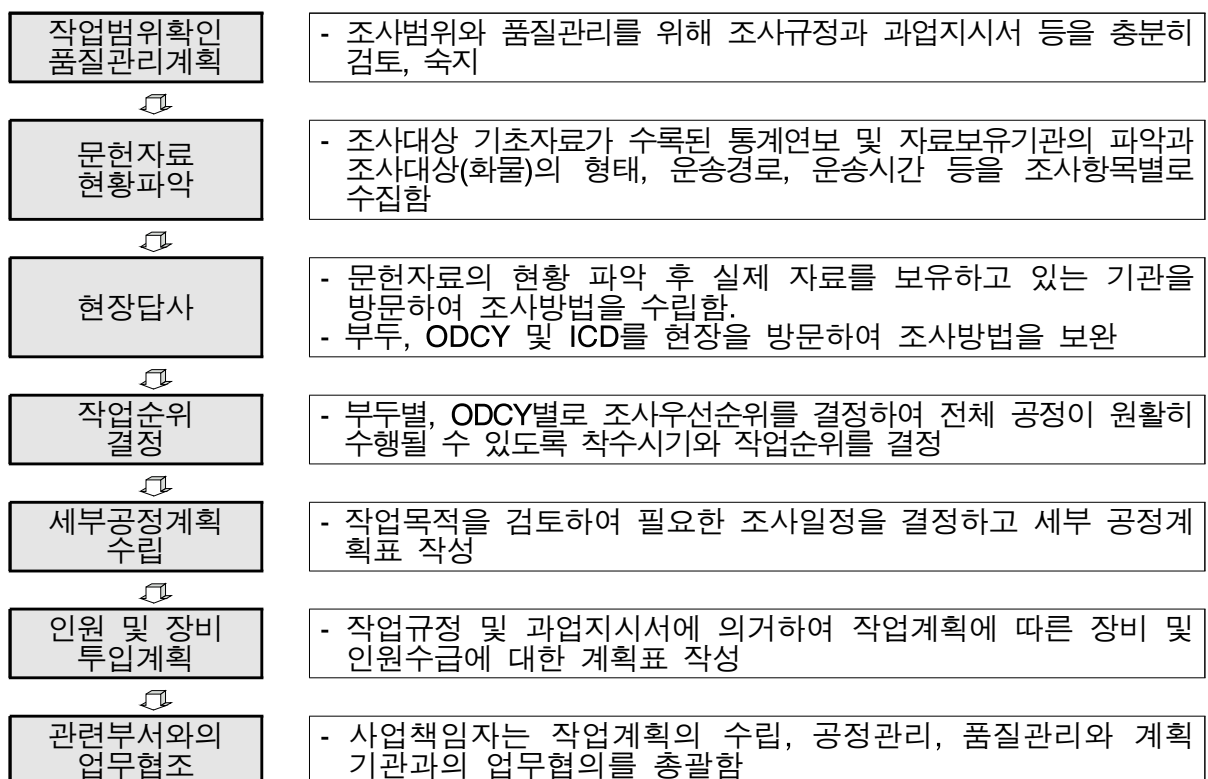 작업범위확인
품질관리계획
- 조사범위와 품질관리를 위해 조사규정과 과업지시서 등을 충분히
검토, 숙지
문헌자료
현황파악
- 조사대상 기초자료가 수록된 통계연보 및 자료보유기관의 파악과
조사대상(화물)의 형태, 운송경로, 운송시간 등을 조사항목별로
수집함
현장답사
- 문헌자료의 현황 파악 후 실제 자료를 보유하고 있는 기관을
방문하여 조사방법을 수립함.
- 부두, ODCY 및 ICD를 현장을 방문하여 조사방법을 보완
작업순위
결정
- 부두별, ODCY별로 조사우선순위를 결정하여 전체 공정이 원활히
수행될 수 있도록 착수시기와 작업순위를 결정
세부공정계획
수립
- 작업목적을 검토하여 필요한 조사일정을 결정하고 세부 공정계
획표 작성
인원 및 장비
투입계획
- 작업규정 및 과업지시서에 의거하여 작업계획에 따른 장비 및
인원수급에 대한 계획표 작성
관련부서와의
업무협조
- 사업책임자는 작업계획의 수립, 공정관리, 품질관리와 계획
기관과의 업무협의를 총괄함